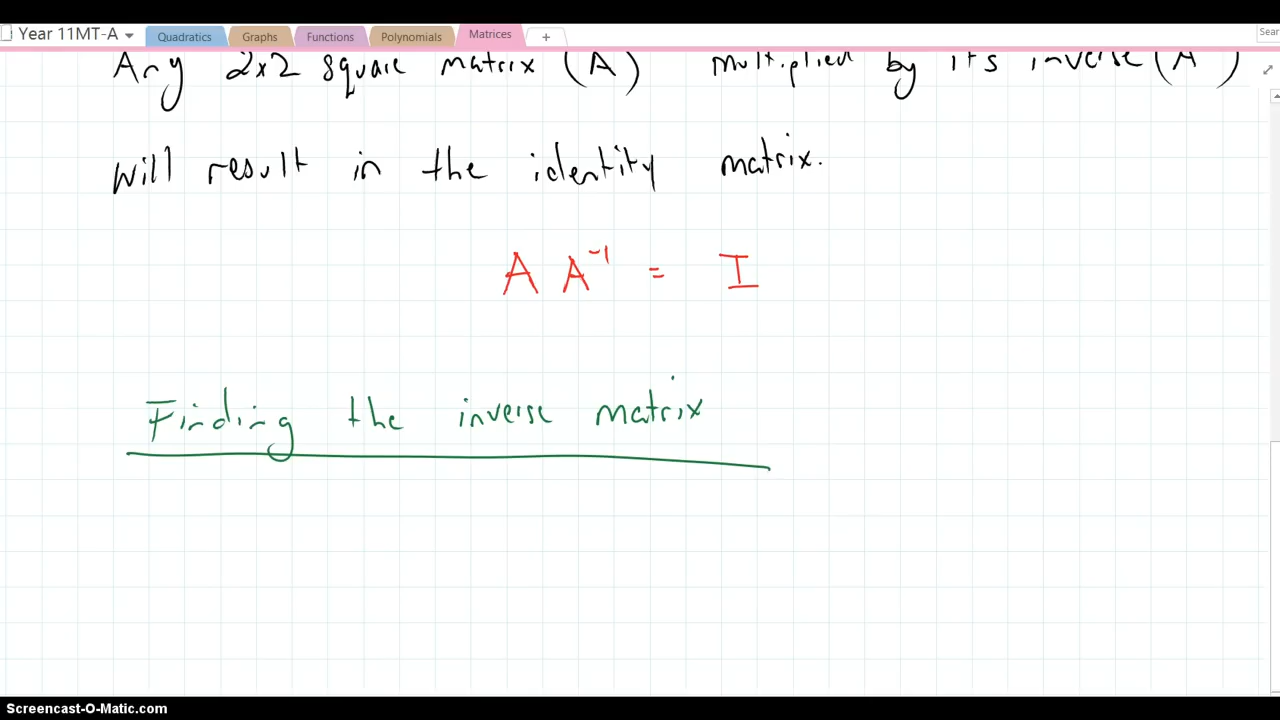 Year 11MT-A
Quadratics Graphs Functions Polynomials Matrices +
Sear
Any 2x2 square matrix (A) multiplied by its inverse (A )
will result in the identity matrix.
A A⁻¹ = I
Finding the inverse matrix
Screencast-O-Matic.com